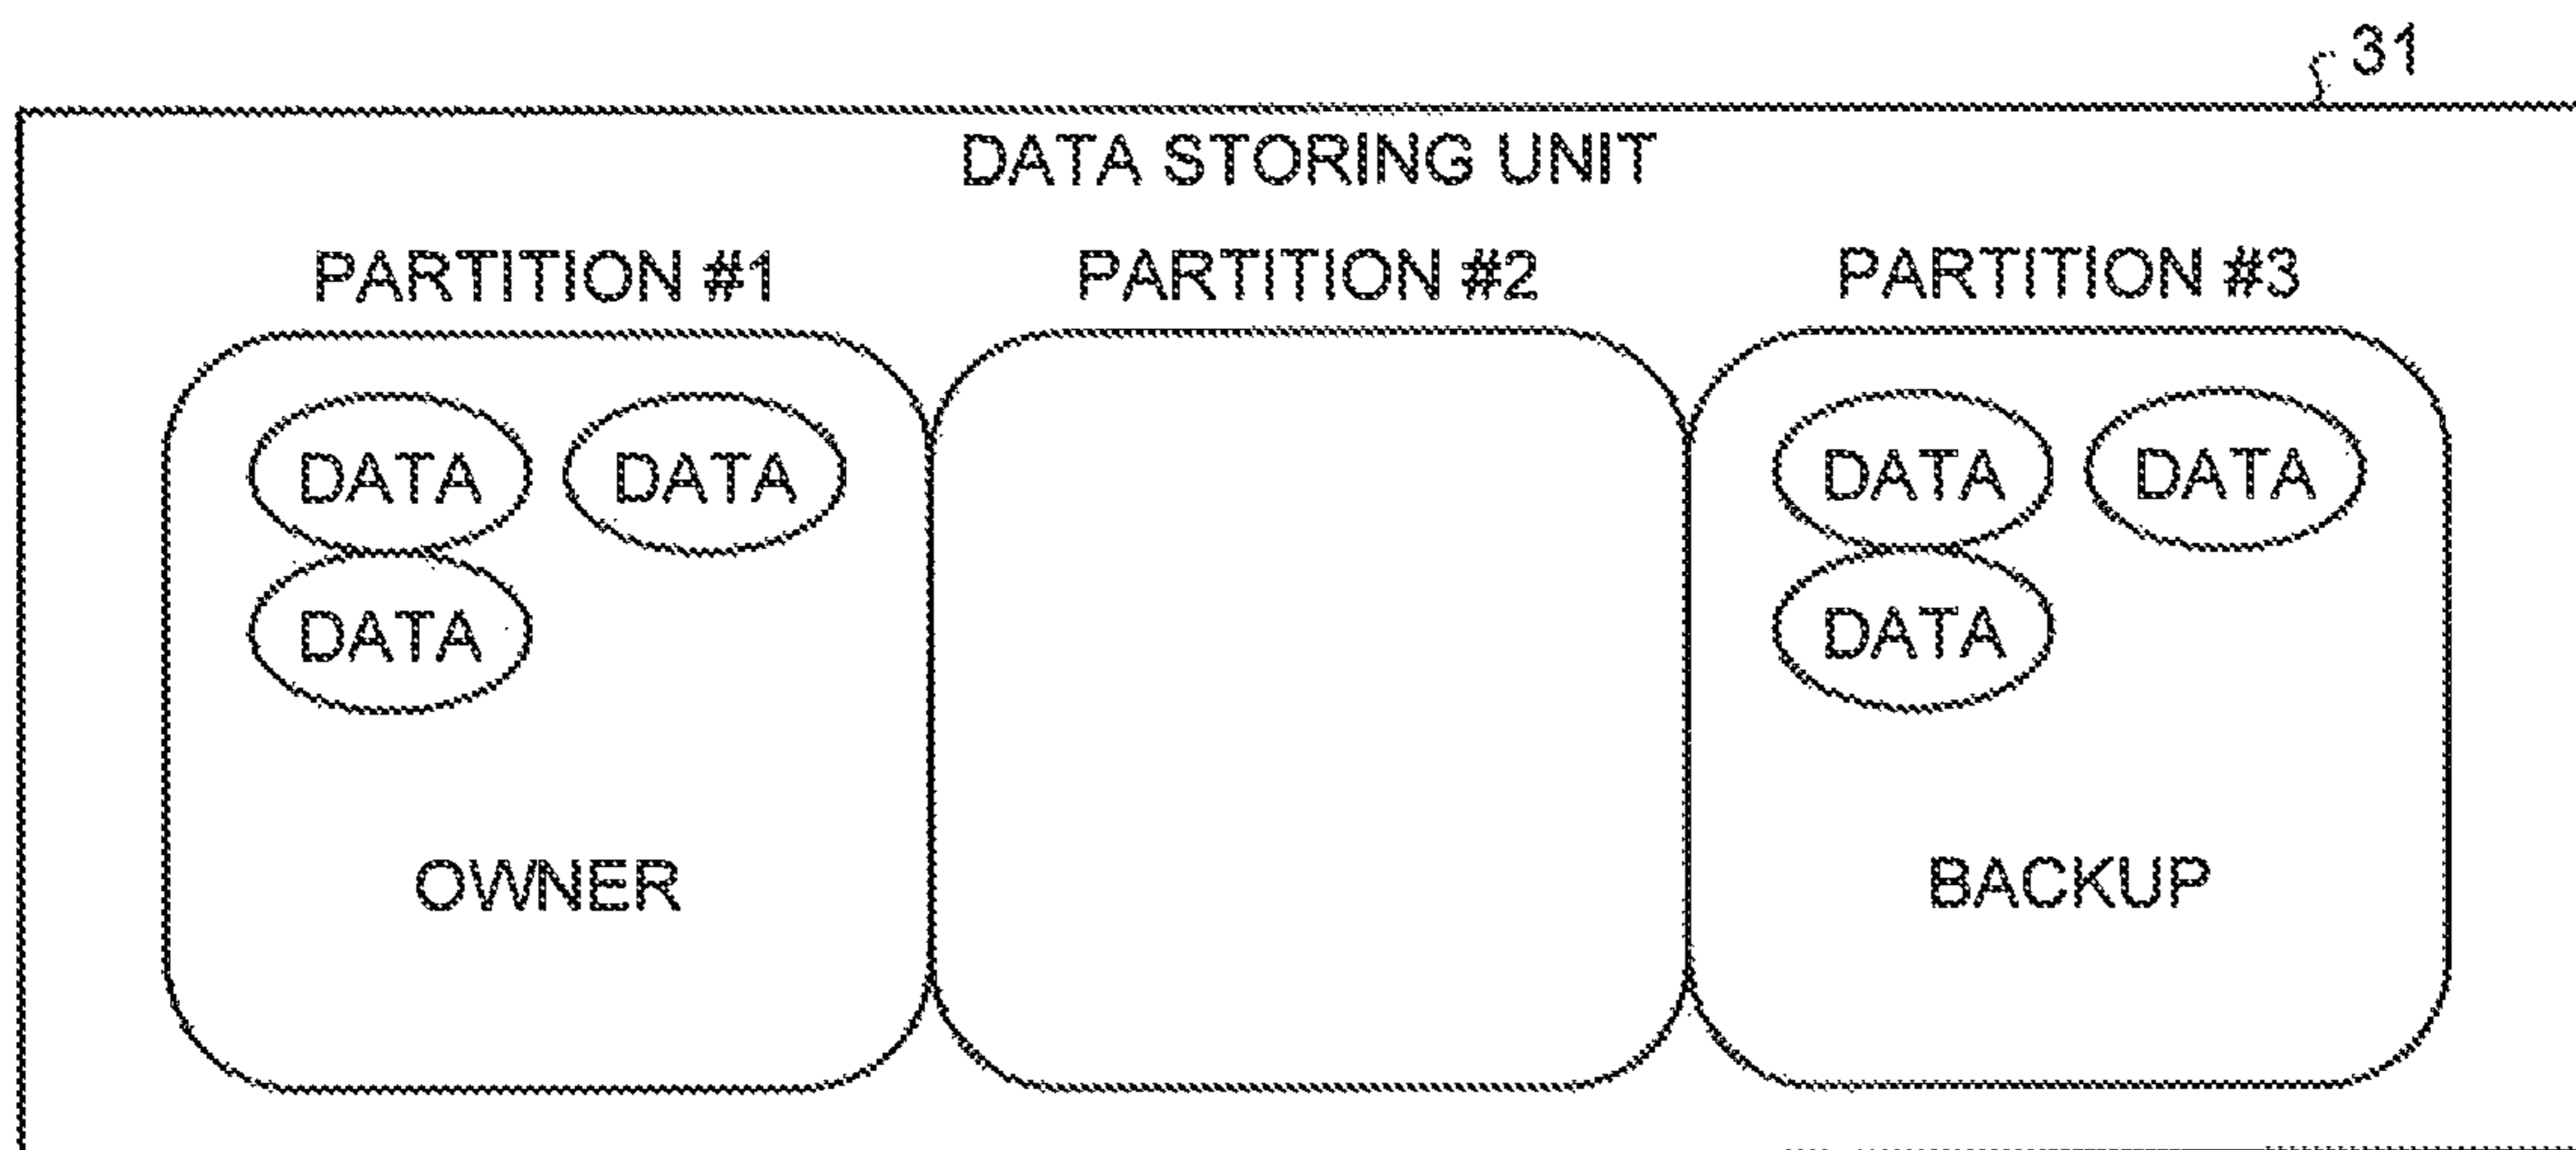 31
DATA STORING UNIT
PARTITION #1 PARTITION #2 PARTITION #3
DATA DATA DATA DATA
DATA DATA
OWNER BACKUP